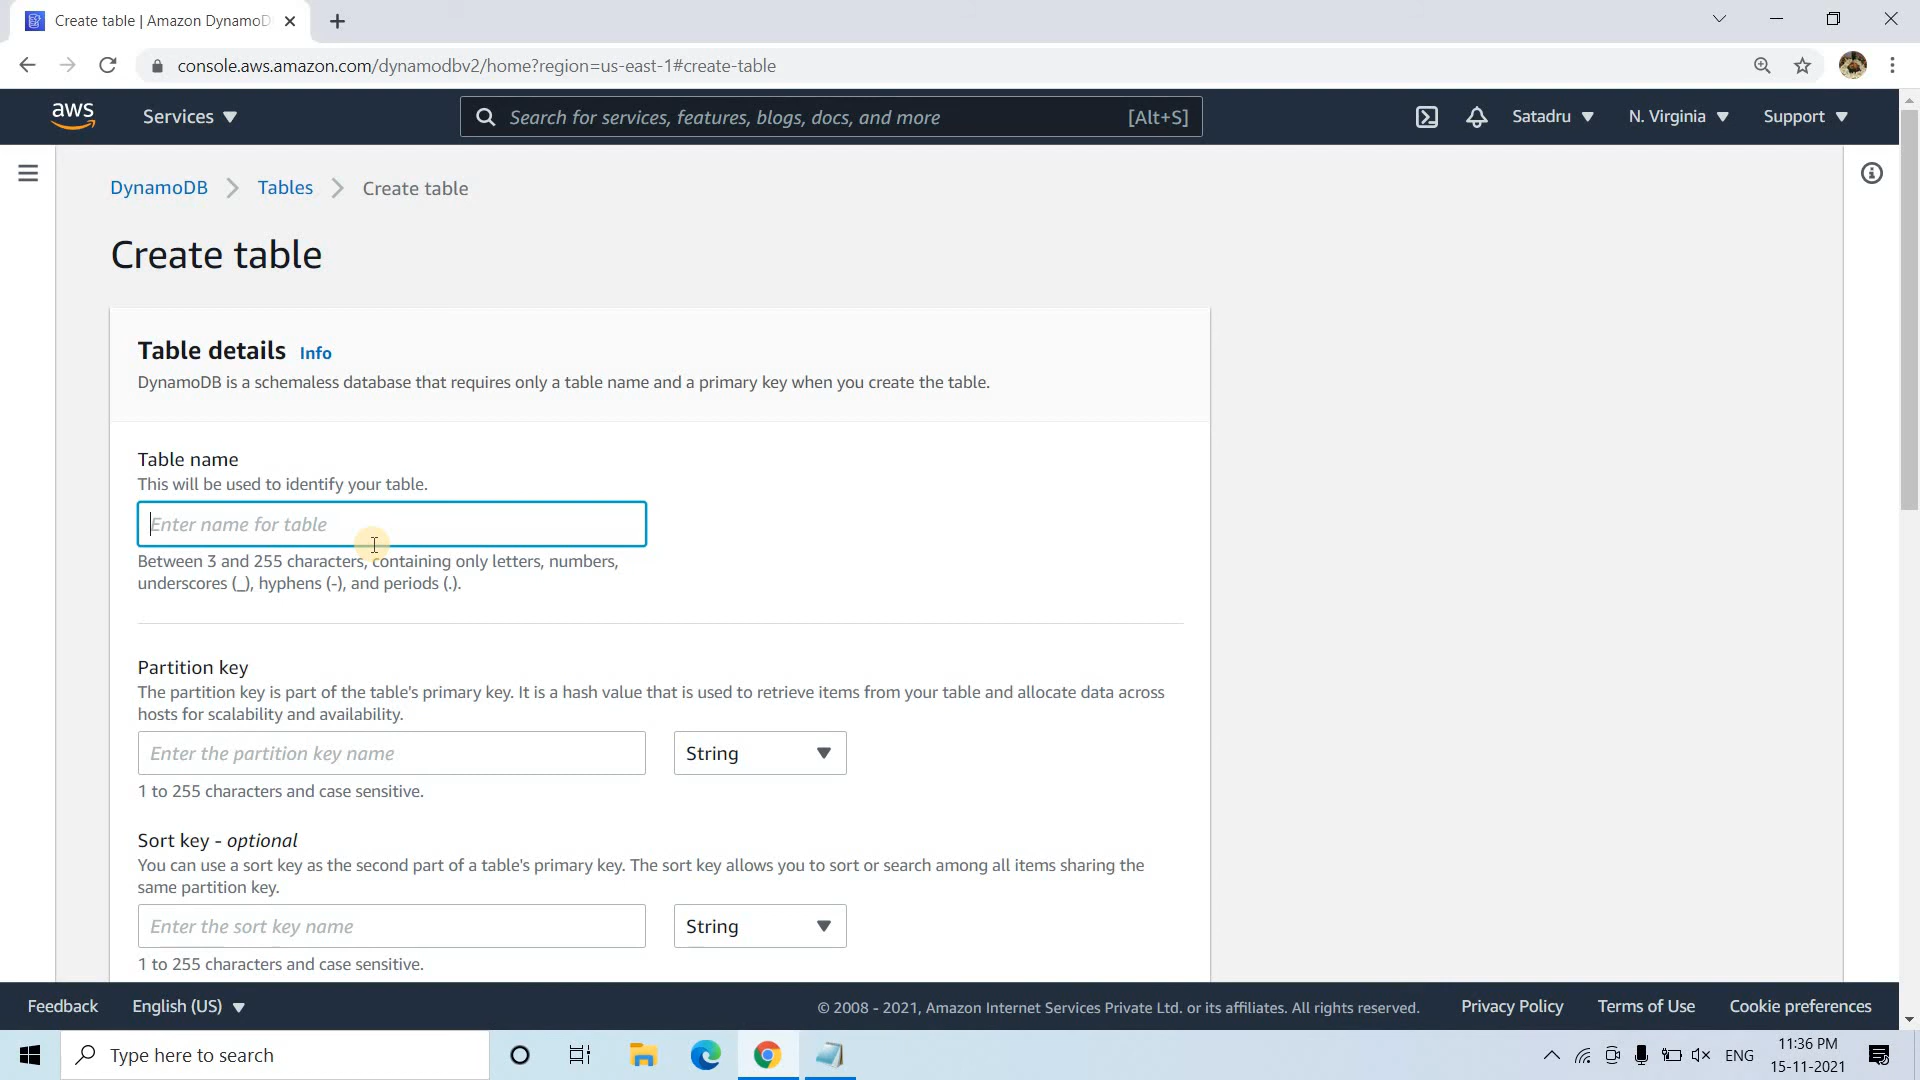 Create table | Amazon DynamoD
console.aws.amazon.com/dynamodbv2/home?region=us-east-1#create-table
aws
Services
Search for services, features, blogs, docs, and more
[Alt+S]
Satadru
N. Virginia
Support
DynamoDB
Tables
Create table
Create table
Table details Info
DynamoDB is a schemaless database that requires only a table name and a primary key when you create the table.
Table name
This will be used to identify your table.
Enter name for table
Between 3 and 255 characters, containing only letters, numbers,
underscores (_), hyphens (-), and periods (.).
Partition key
The partition key is part of the table's primary key. It is a hash value that is used to retrieve items from your table and allocate data across
hosts for scalability and availability.
Enter the partition key name
String
1 to 255 characters and case sensitive.
Sort key - optional
You can use a sort key as the second part of a table's primary key. The sort key allows you to sort or search among all items sharing the
same partition key.
Enter the sort key name
String
1 to 255 characters and case sensitive.
Feedback
English (US)
© 2008 - 2021, Amazon Internet Services Private Ltd. or its affiliates. All rights reserved.
Privacy Policy
Terms of Use
Cookie preferences
Type here to search
ENG
11:36 PM
15-11-2021